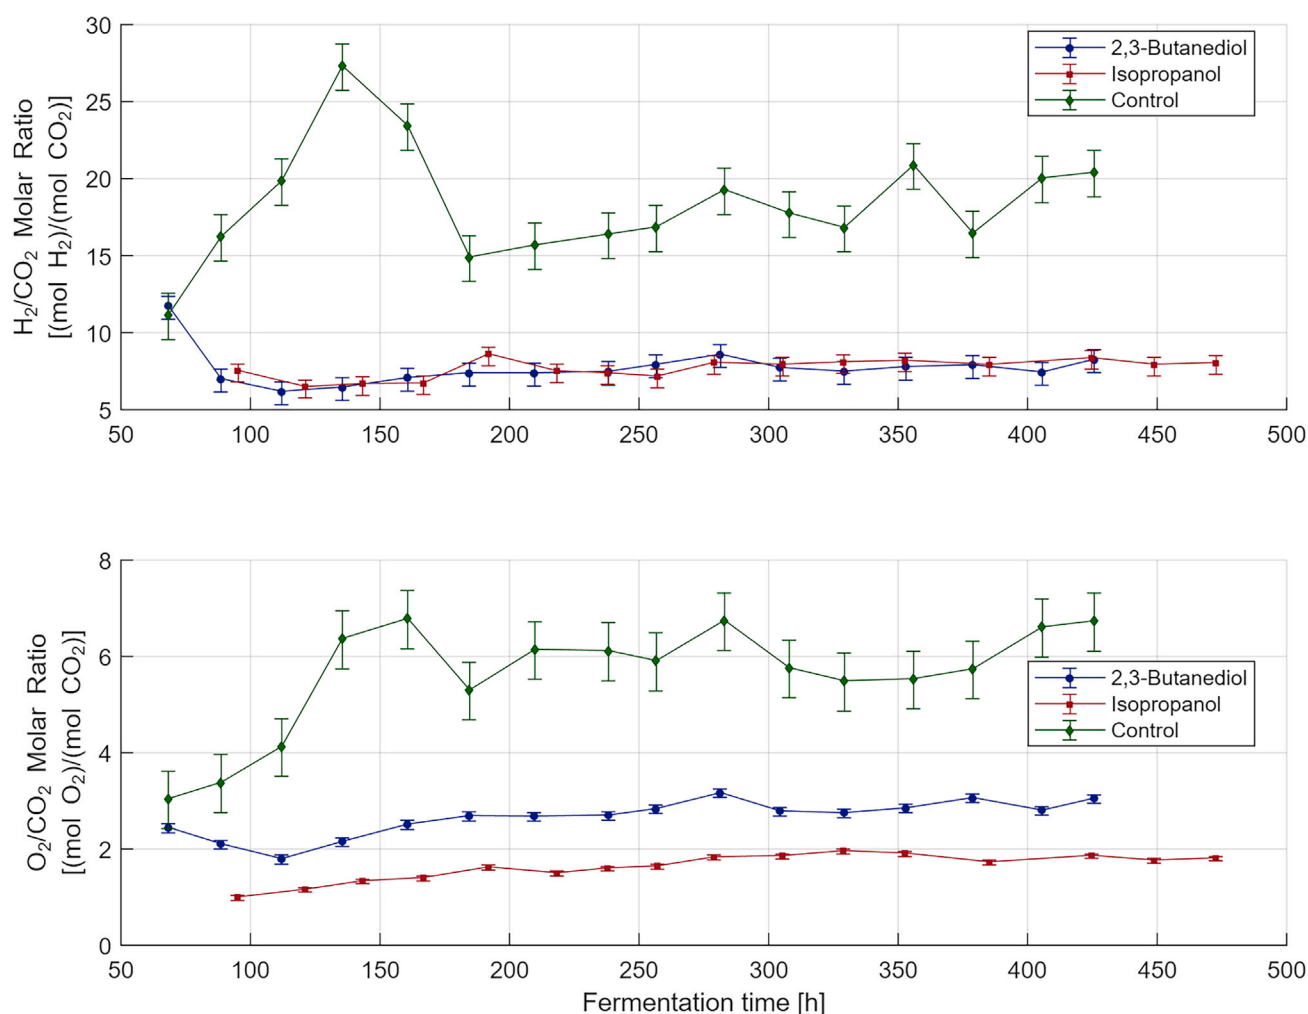 30
25
20
15
10
5
H₂/CO₂ Molar Ratio
[(mol H₂)/(mol CO₂)]
2,3-Butanediol
Isopropanol
Control
50 100 150 200 250 300 350 400 450 500
8
6
4
2
0
O₂/CO₂ Molar Ratio
[(mol O₂)/(mol CO₂)]
2,3-Butanediol
Isopropanol
Control
50 100 150 200 250 300 350 400 450 500
Fermentation time [h]